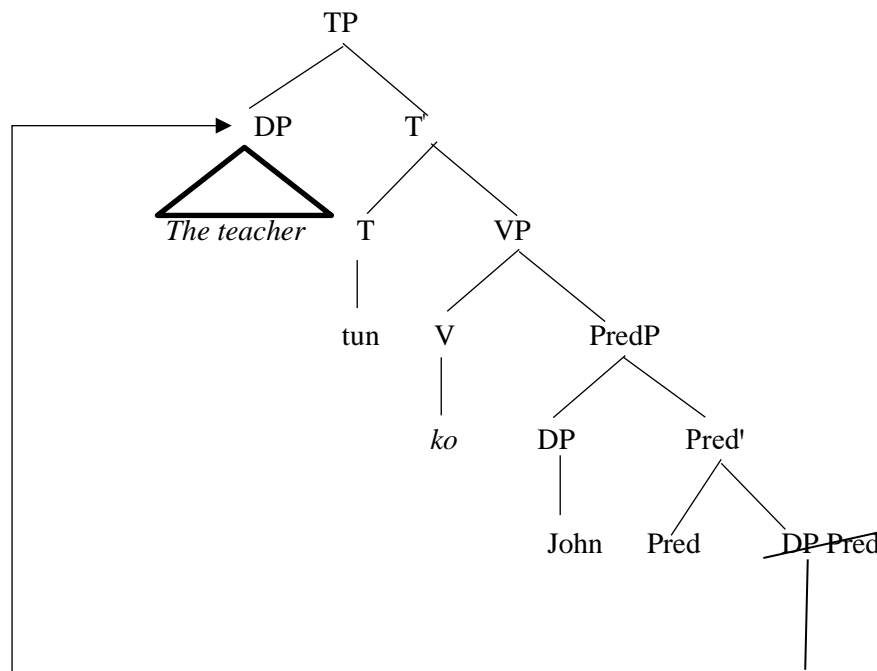 TP
DP T'
The teacher T VP
tun V PredP
ko DP Pred'
John Pred DP Pred